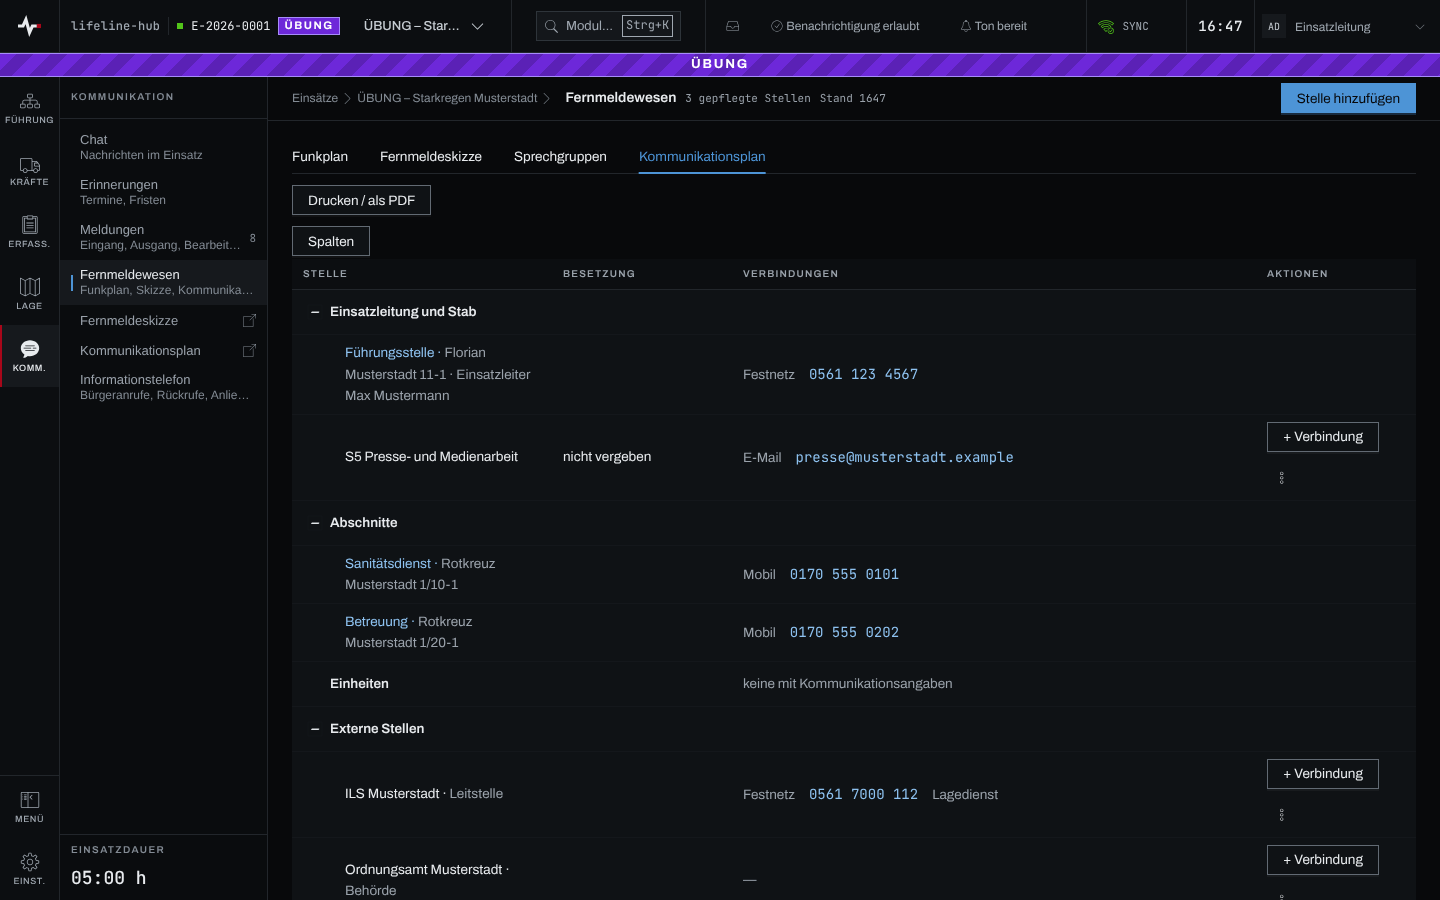 lifeline-hub E-2026-0001 ÜBUNG ÜBUNG – Star... Modul... Strg+K Benachrichtigung erlaubt Ton bereit SYNC 16:47 AD Einsatzleitung
ÜBUNG
FÜHRUNG
KRÄFTE
ERFASS.
LAGE
KOMM.
MENÜ
EINST.
KOMMUNIKATION
Chat
Nachrichten im Einsatz
Erinnerungen
Termine, Fristen
Meldungen
Eingang, Ausgang, Bearbeit... 8
Fernmeldewesen
Funkplan, Skizze, Kommunika...
Fernmeldeskizze
Kommunikationsplan
Informationstelefon
Bürgeranrufe, Rückrufe, Anlie...
EINSATZDAUER
05:00 h
Einsätze ÜBUNG – Starkregen Musterstadt Fernmeldewesen 3 gepflegte Stellen Stand 1647 Stelle hinzufügen
Funkplan Fernmeldeskizze Sprechgruppen Kommunikationsplan
Drucken / als PDF
Spalten
STELLE BESETZUNG VERBINDUNGEN AKTIONEN
– Einsatzleitung und Stab
Führungsstelle · Florian
Musterstadt 11-1 · Einsatzleiter
Max Mustermann
Festnetz 0561 123 4567
S5 Presse- und Medienarbeit nicht vergeben E-Mail presse@musterstadt.example + Verbindung
– Abschnitte
Sanitätsdienst · Rotkreuz
Musterstadt 1/10-1
Mobil 0170 555 0101
Betreuung · Rotkreuz
Musterstadt 1/20-1
Mobil 0170 555 0202
Einheiten keine mit Kommunikationsangaben
– Externe Stellen
ILS Musterstadt · Leitstelle Festnetz 0561 7000 112 Lagedienst + Verbindung
Ordnungsamt Musterstadt ·
Behörde
— + Verbindung